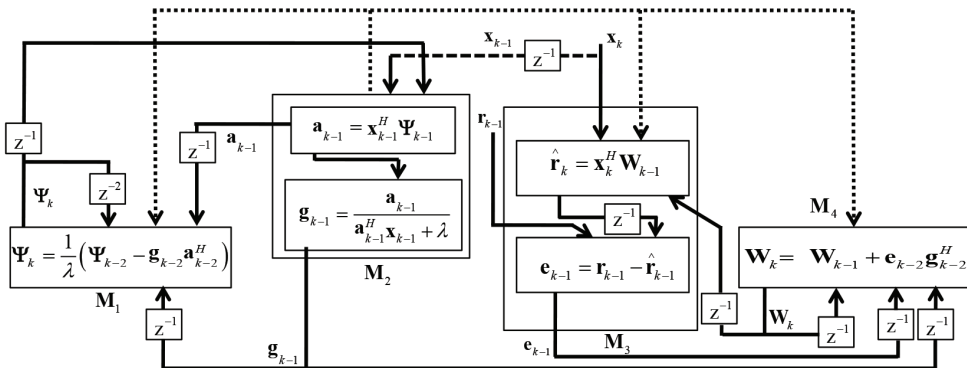 x_{k-1}
z^{-1}
x_k
z^{-1}
a_{k-1}
z^{-1}
a_{k-1} = x_{k-1}^H Ψ_{k-1}
r_{k-1}
r̂_k = x_k^H W_{k-1}
Ψ_k
z^{-2}
g_{k-1} = a_{k-1} / (a_{k-1}^H x_{k-1} + λ)
z^{-1}
M_4
Ψ_k = 1/λ (Ψ_{k-2} − g_{k-2} a_{k-2}^H)
M_2
e_{k-1} = r_{k-1} − r̂_{k-1}
W_k = W_{k-1} + e_{k-2} g_{k-2}^H
M_1
z^{-1}
z^{-1}
W_k
z^{-1}
z^{-1}
z^{-1}
g_{k-1}
e_{k-1}
M_3